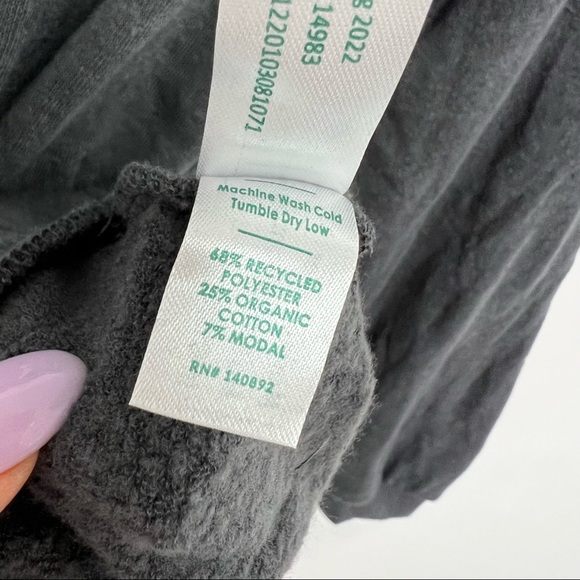 8 2022
14983
1220103081071
Machine Wash Cold
Tumble Dry Low
68% RECYCLED
POLYESTER
25% ORGANIC
COTTON
7% MODAL
RN# 140892